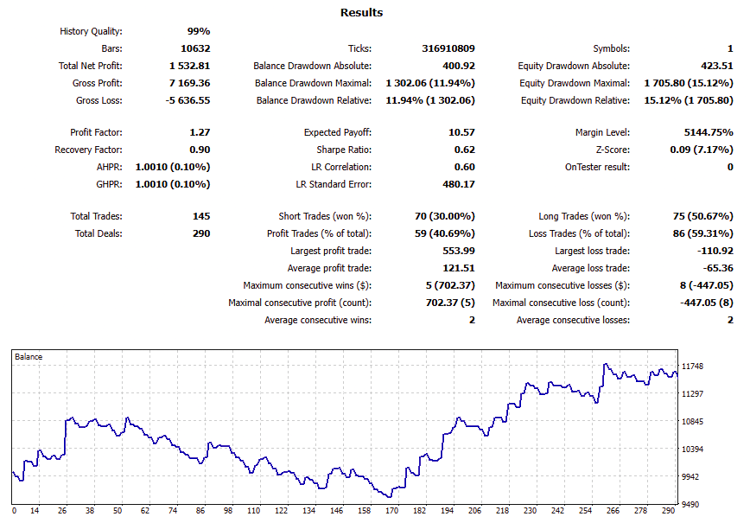 Results
History Quality: 99%
Bars: 10632 Ticks: 316910809 Symbols: 1
Total Net Profit: 1 532.81 Balance Drawdown Absolute: 400.92 Equity Drawdown Absolute: 423.51
Gross Profit: 7 169.36 Balance Drawdown Maximal: 1 302.06 (11.94%) Equity Drawdown Maximal: 1 705.80 (15.12%)
Gross Loss: -5 636.55 Balance Drawdown Relative: 11.94% (1 302.06) Equity Drawdown Relative: 15.12% (1 705.80)
Profit Factor: 1.27 Expected Payoff: 10.57 Margin Level: 5144.75%
Recovery Factor: 0.90 Sharpe Ratio: 0.62 Z-Score: 0.09 (7.17%)
AHPR: 1.0010 (0.10%) LR Correlation: 0.60 OnTester result: 0
GHPR: 1.0010 (0.10%) LR Standard Error: 480.17
Total Trades: 145 Short Trades (won %): 70 (30.00%) Long Trades (won %): 75 (50.67%)
Total Deals: 290 Profit Trades (% of total): 59 (40.69%) Loss Trades (% of total): 86 (59.31%)
Largest profit trade: 553.99 Largest loss trade: -110.92
Average profit trade: 121.51 Average loss trade: -65.36
Maximum consecutive wins ($): 5 (702.37) Maximum consecutive losses ($): 8 (-447.05)
Maximal consecutive profit (count): 702.37 (5) Maximal consecutive loss (count): -447.05 (8)
Average consecutive wins: 2 Average consecutive losses: 2
Balance
11748
11297
10845
10394
9942
9490
0 14 26 38 50 62 74 86 98 110 122 134 146 158 170 182 194 206 218 230 242 254 266 278 290